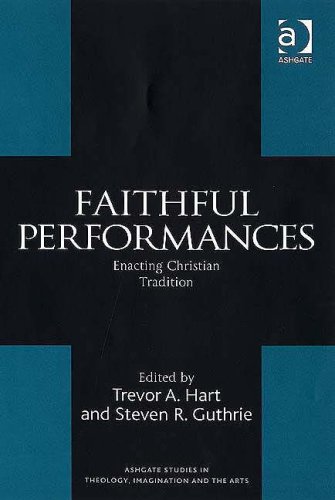 a
ASHGATE
FAITHFUL
PERFORMANCES
Enacting Christian
Tradition
Edited by
Trevor A. Hart
and Steven R. Guthrie
ASHGATE STUDIES IN
THEOLOGY, IMAGINATION AND THE ARTS